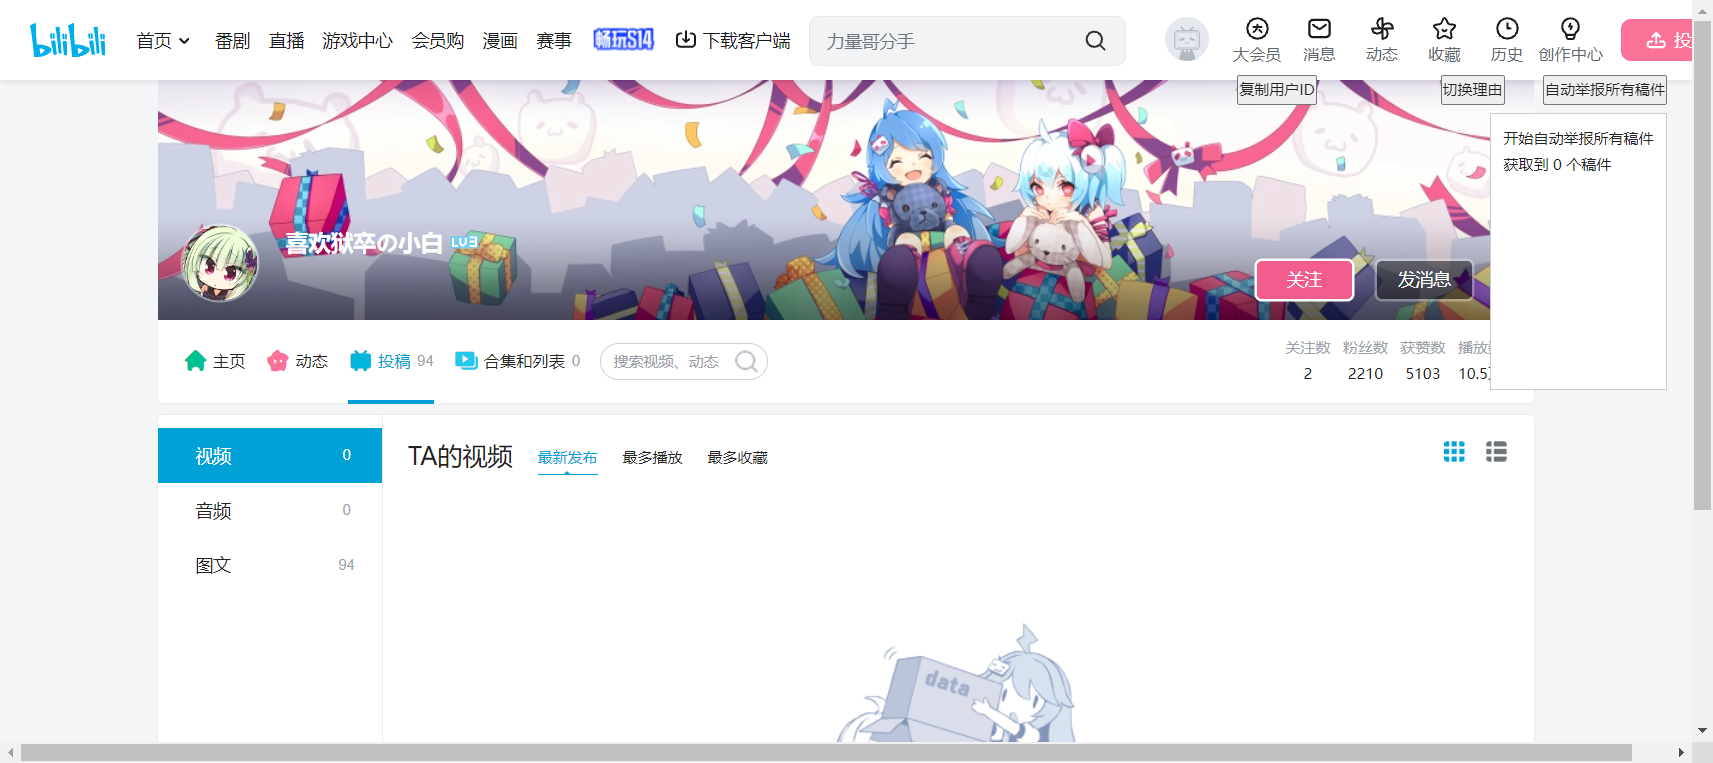 bilibili
首页 番剧 直播 游戏中心 会员购 漫画 赛事 畅玩S14 下载客户端 力量哥分手 大会员 消息 动态 收藏 历史 创作中心 投
复制用户ID 切换理由 自动举报所有稿件
开始自动举报所有稿件
获取到 0 个稿件
喜欢狱卒の小白 LV3
关注 发消息
主页 动态 投稿 94 合集和列表 0 搜索视频、动态
关注数 粉丝数 获赞数 播放
2 2210 5103 10.5
视频 0
音频 0
图文 94
TA的视频 最新发布 最多播放 最多收藏
data